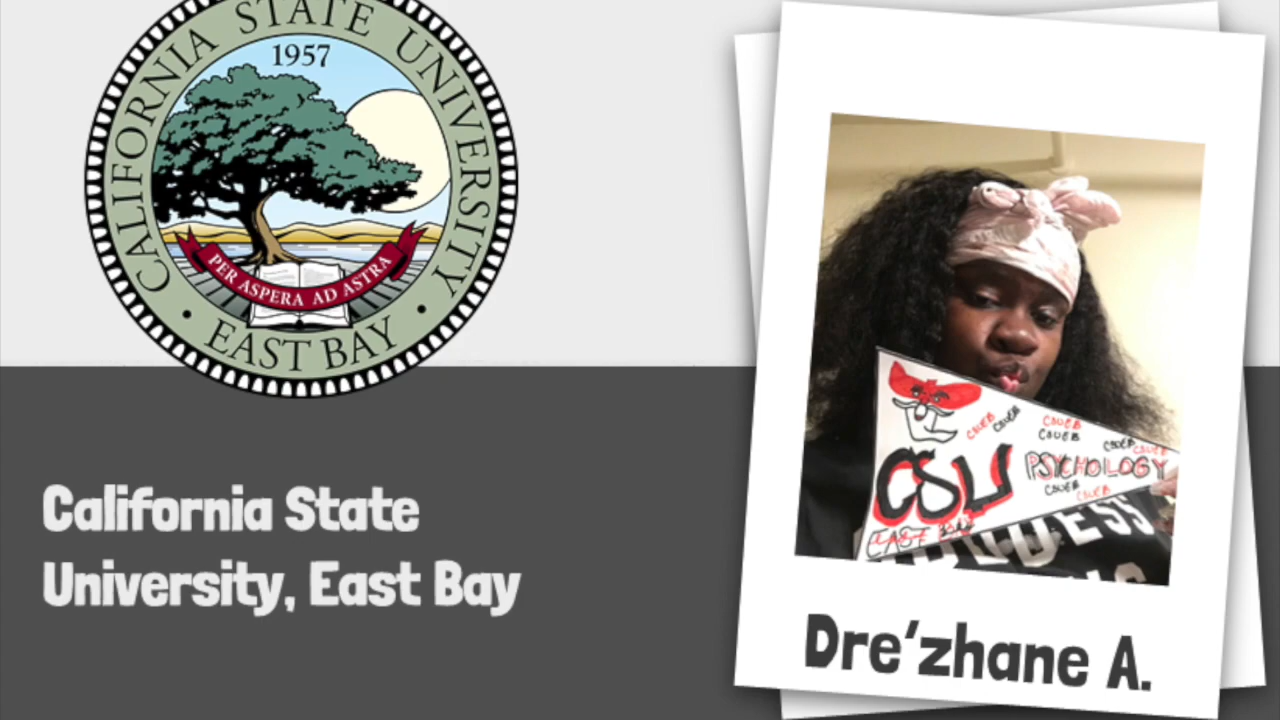 CALIFORNIA STATE UNIVERSITY
1957
PER ASPERA AD ASTRA
• EAST BAY •
California State
University, East Bay
CSUEB
CSUEB
CSUEB
CSUEB
CSUEB
CSUEB
CSU
PSYCHOLOGY
CSUEB
CSUEB
EAST BAY
Dre'zhane A.